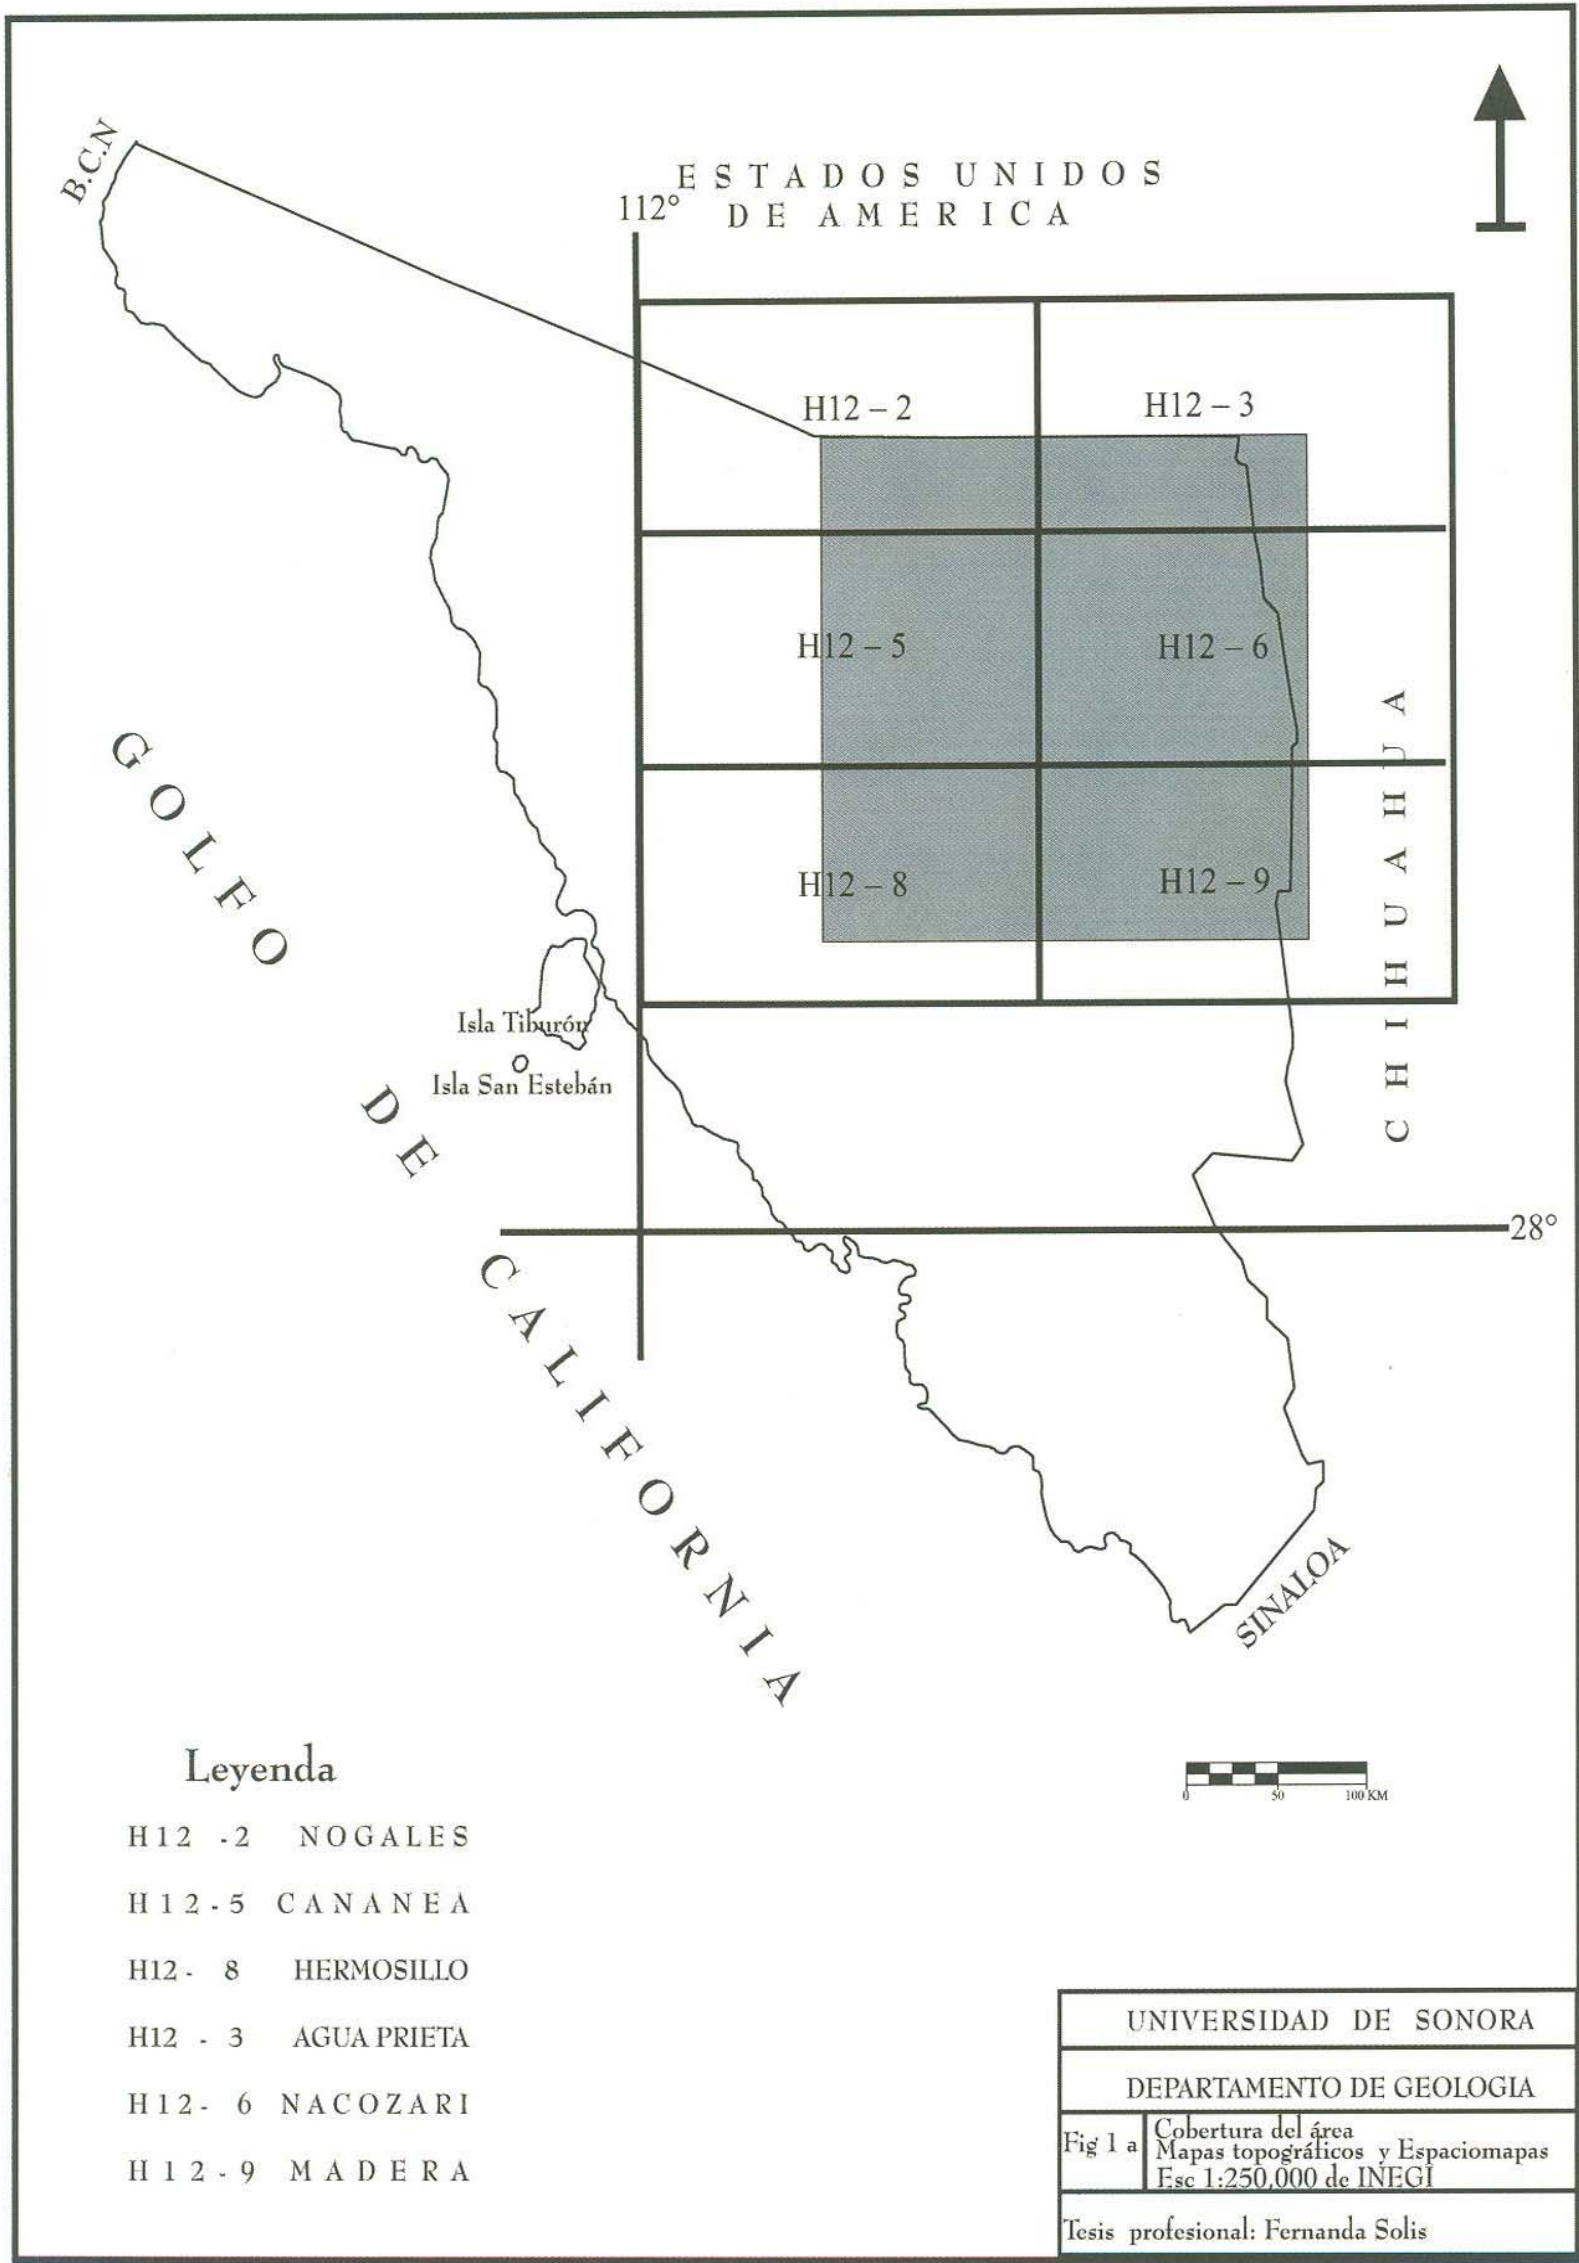 B.C.N
ESTADOS UNIDOS
DE AMERICA
112°
H12 – 2
H12 – 3
H12 – 5
H12 – 6
H12 – 8
H12 – 9
CHIHUAHUA
GOLFO DE CALIFORNIA
Isla Tiburón
Isla San Estebán
28°
SINALOA
0 50 100 KM
Leyenda
H12 -2 NOGALES
H12-5 CANANEA
H12- 8 HERMOSILLO
H12 - 3 AGUA PRIETA
H12- 6 NACOZARI
H12-9 MADERA
UNIVERSIDAD DE SONORA
DEPARTAMENTO DE GEOLOGIA
Fig 1 a
Cobertura del área
Mapas topográficos y Espaciomapas
Esc 1:250,000 de INEGI
Tesis profesional: Fernanda Solis